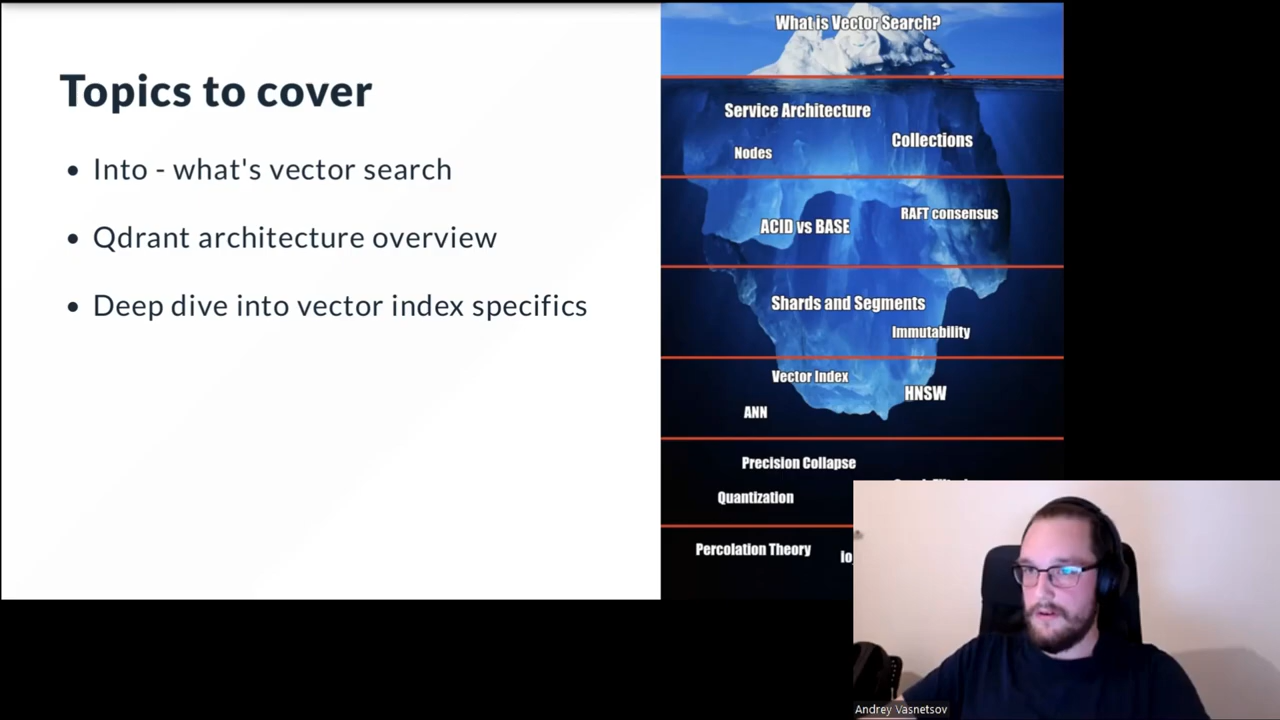 Topics to cover
Into - what's vector search
Qdrant architecture overview
Deep dive into vector index specifics
What is Vector Search?
Service Architecture
Collections
Nodes
RAFT consensus
ACID vs BASE
Shards and Segments
Immutability
Vector Index
HNSW
ANN
Precision Collapse
Quantization
Percolation Theory
Andrey Vasnetsov